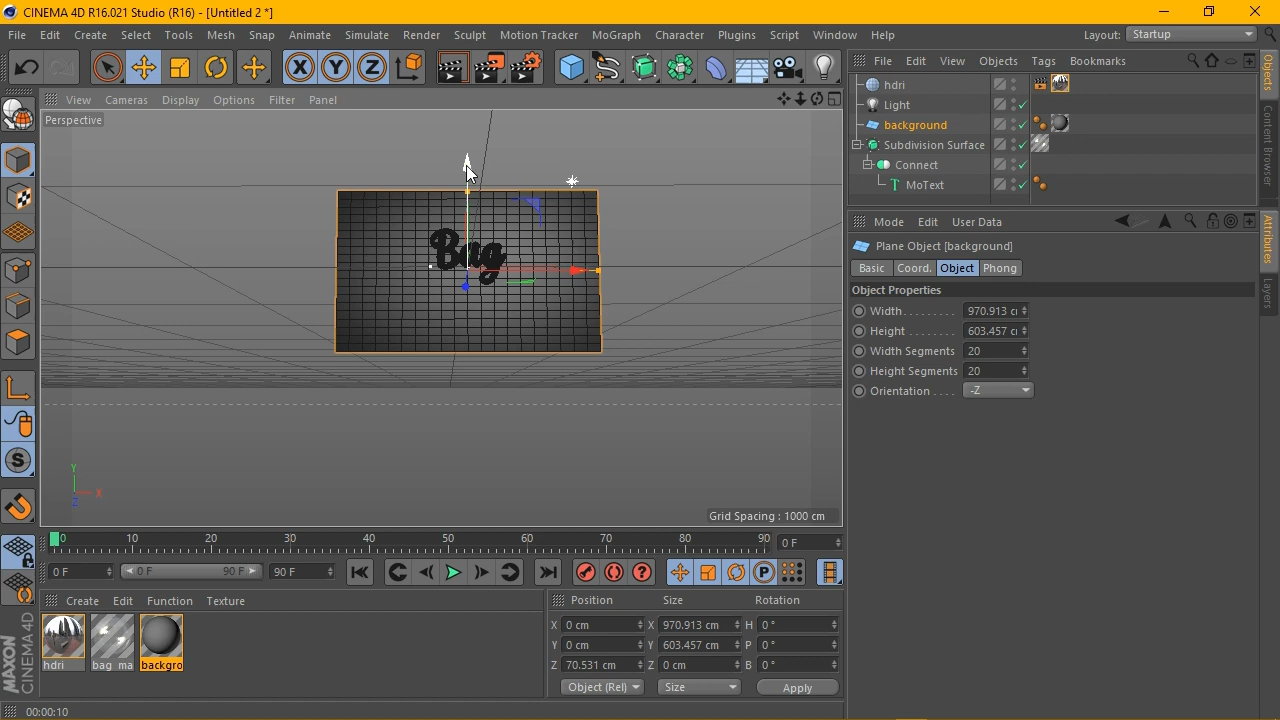 CINEMA 4D R16.021 Studio (R16) - [Untitled 2 *]
File Edit Create Select Tools Mesh Snap Animate Simulate Render Sculpt Motion Tracker MoGraph Character Plugins Script Window Help Layout: Startup
File Edit View Objects Tags Bookmarks
View Cameras Display Options Filter Panel
Perspective
hdri
Light
background
Subdivision Surface
Connect
MoText
Mode Edit User Data
Plane Object [background]
Basic Coord. Object Phong
Object Properties
Width 970.913 cm
Height 603.457 cm
Width Segments 20
Height Segments 20
Orientation -Z
Objects
Content Browser
Attributes
Layers
Bag
Y
X
Z
Grid Spacing : 1000 cm
0 10 20 30 40 50 60 70 80 90 0 F
0 F 0 F 90 F 90 F
Create Edit Function Texture
hdri bag_ma backgro
Position Size Rotation
X 0 cm X 970.913 cm H 0 °
Y 0 cm Y 603.457 cm P 0 °
Z 70.531 cm Z 0 cm B 0 °
Object (Rel) Size Apply
MAXON CINEMA 4D
00:00:10